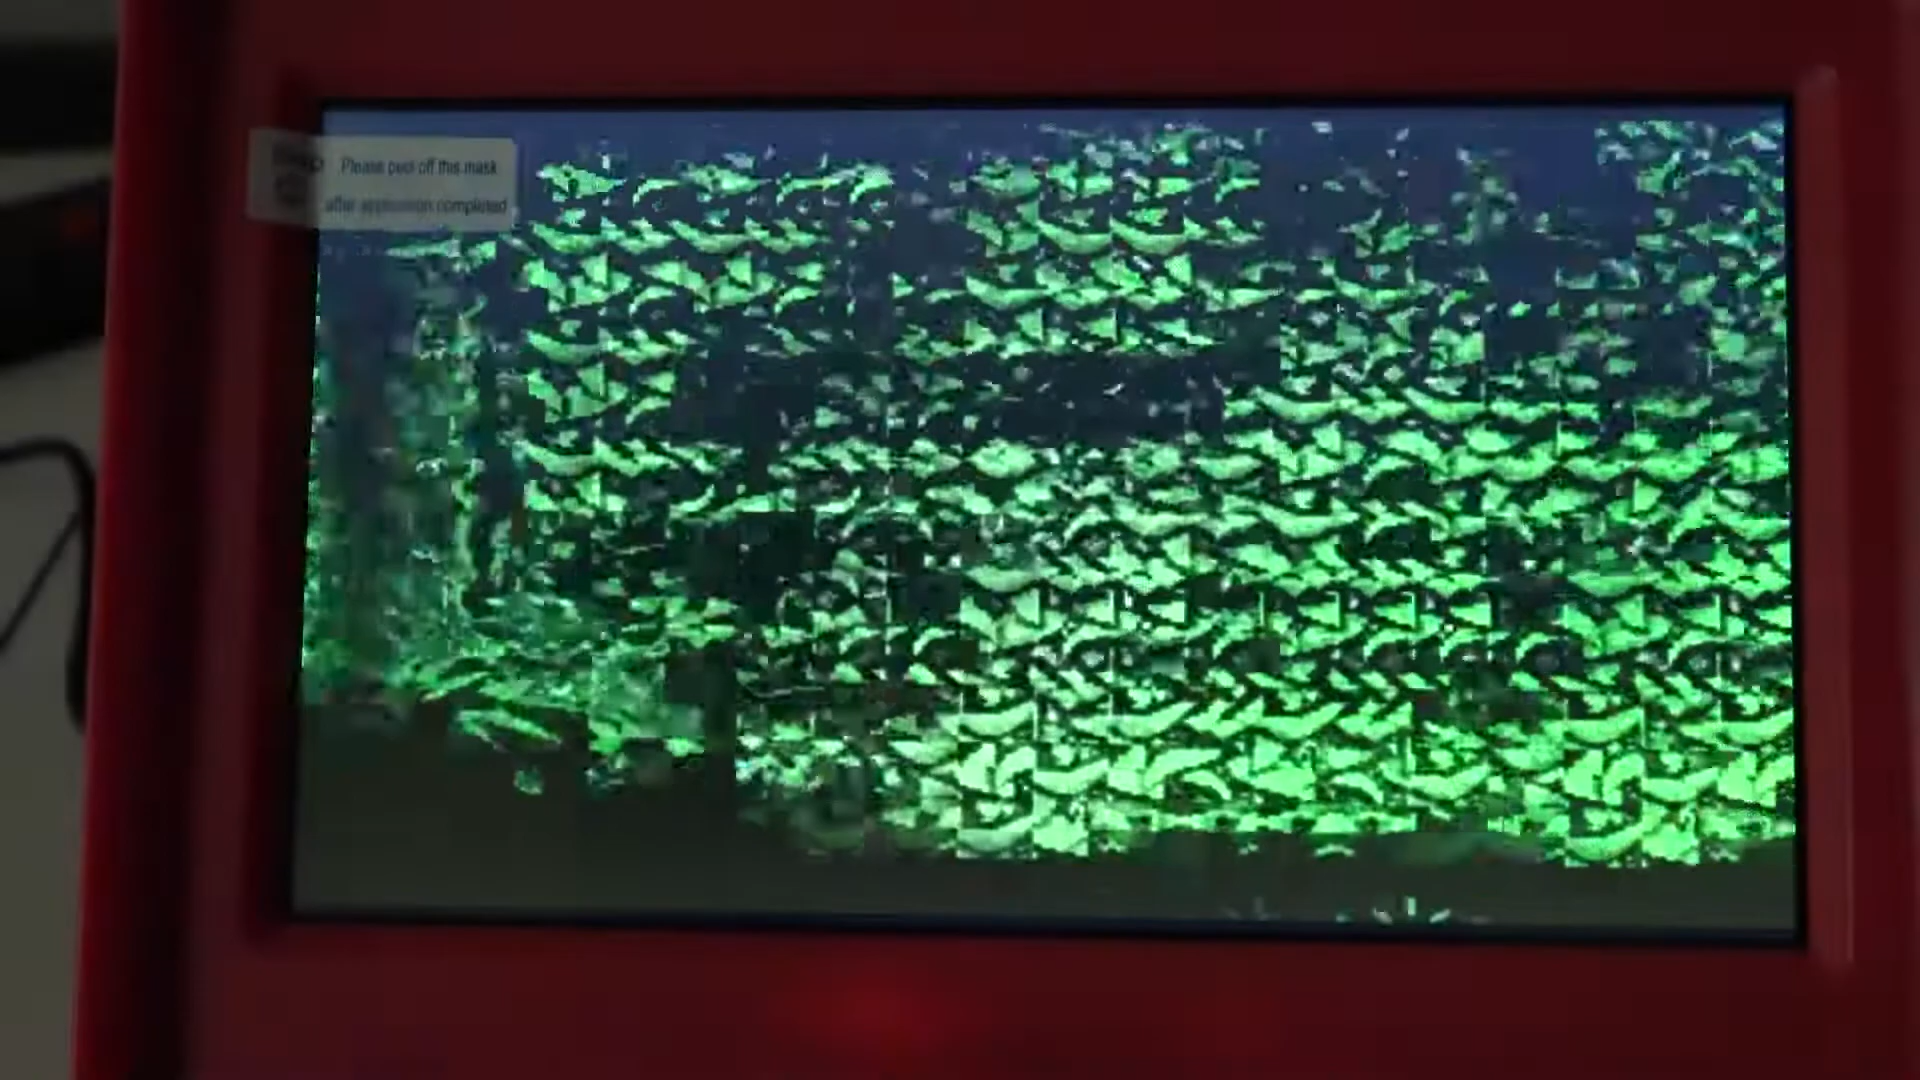 Please peel off this mask
after application completed